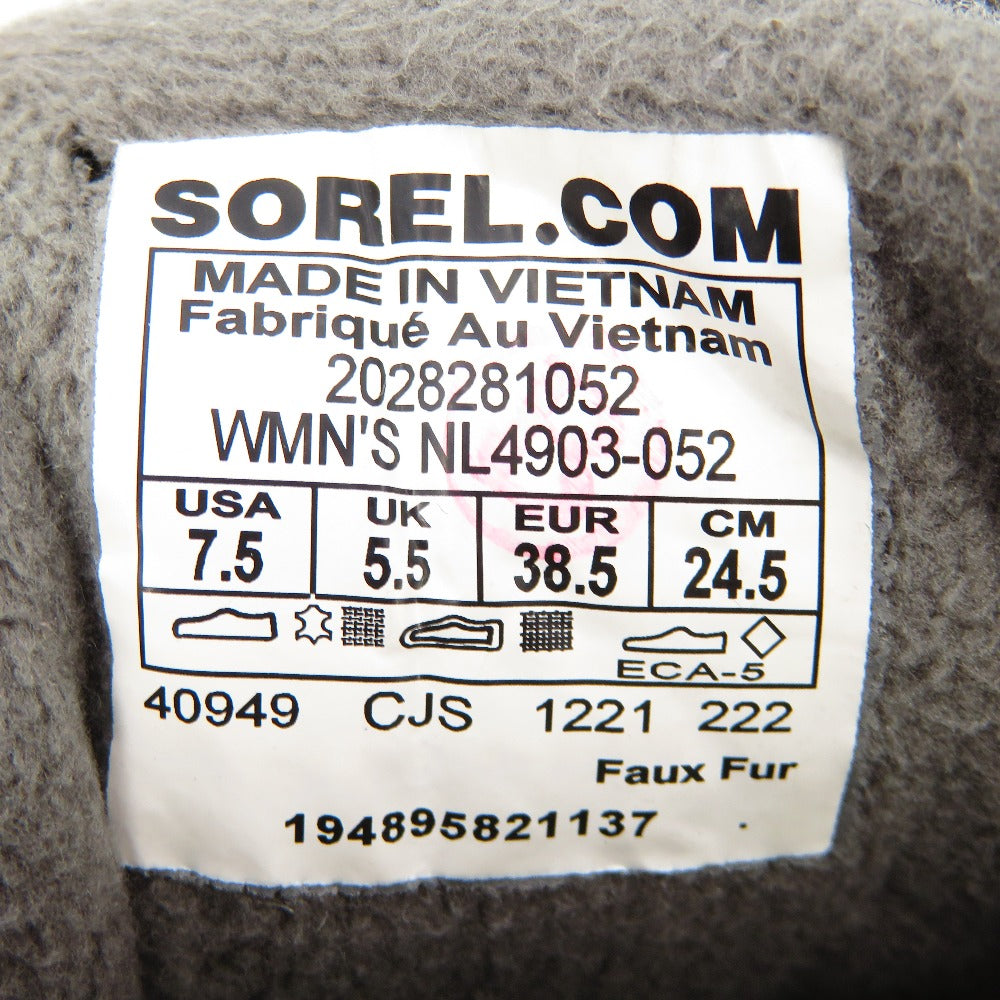 SOREL.COM
MADE IN VIETNAM
Fabriqué Au Vietnam
2028281052
WMN'S NL4903-052
USA UK EUR CM
7.5 5.5 38.5 24.5
ECA-5
40949 CJS 1221 222
Faux Fur
194895821137